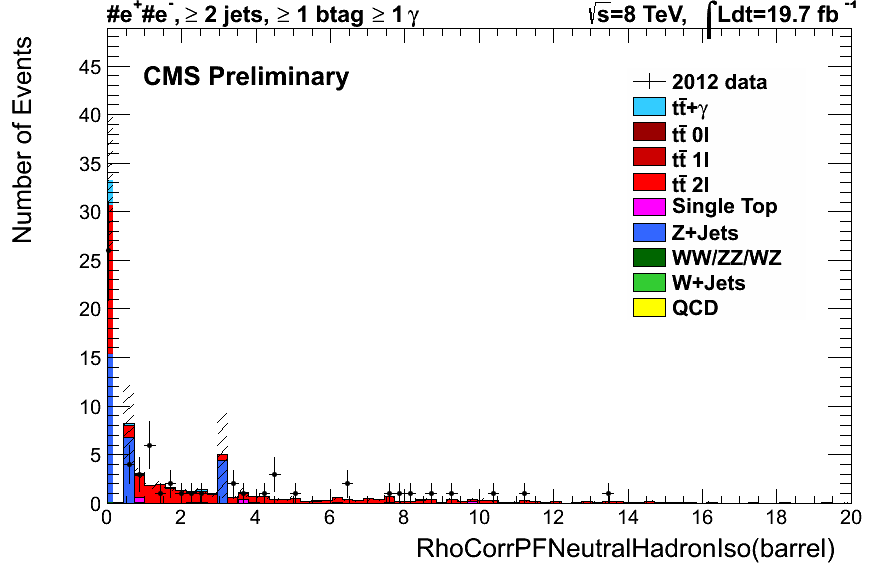 #e⁺#e⁻, ≥ 2 jets, ≥ 1 btag ≥ 1 γ
√s=8 TeV, ∫Ldt=19.7 fb⁻¹
CMS Preliminary
2012 data
tt̄+γ
tt̄ 0l
tt̄ 1l
tt̄ 2l
Single Top
Z+Jets
WW/ZZ/WZ
W+Jets
QCD
Number of Events
45
40
35
30
25
20
15
10
5
0
0 2 4 6 8 10 12 14 16 18 20
RhoCorrPFNeutralHadronIso(barrel)